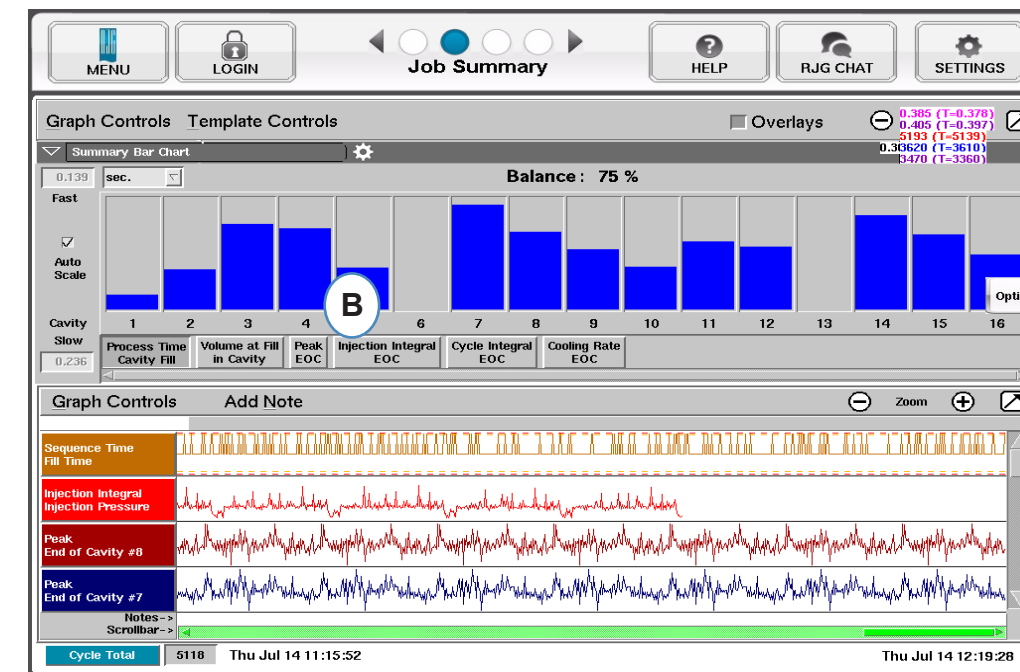 MENU
LOGIN
Job Summary
HELP
RJG CHAT
SETTINGS
Graph Controls Template Controls
Overlays
0.385 (T=0.378)
0.405 (T=0.397)
5193 (T=5139)
3620 (T=3610)
3470 (T=3360)
Summary Bar Chart
0.139 sec.
Balance: 75 %
Fast
Auto
Scale
B
Opti
Cavity 1 2 3 4 6 7 8 9 10 11 12 13 14 15 16
Slow
0.236
Process Time
Cavity Fill
Volume at Fill
in Cavity
Peak
EOC
Injection Integral
EOC
Cycle Integral
EOC
Cooling Rate
EOC
Graph Controls Add Note
Zoom
Sequence Time
Fill Time
Injection Integral
Injection Pressure
Peak
End of Cavity #8
Peak
End of Cavity #7
Notes->
Scrollbar->
Cycle Total 5118 Thu Jul 14 11:15:52 Thu Jul 14 12:19:28